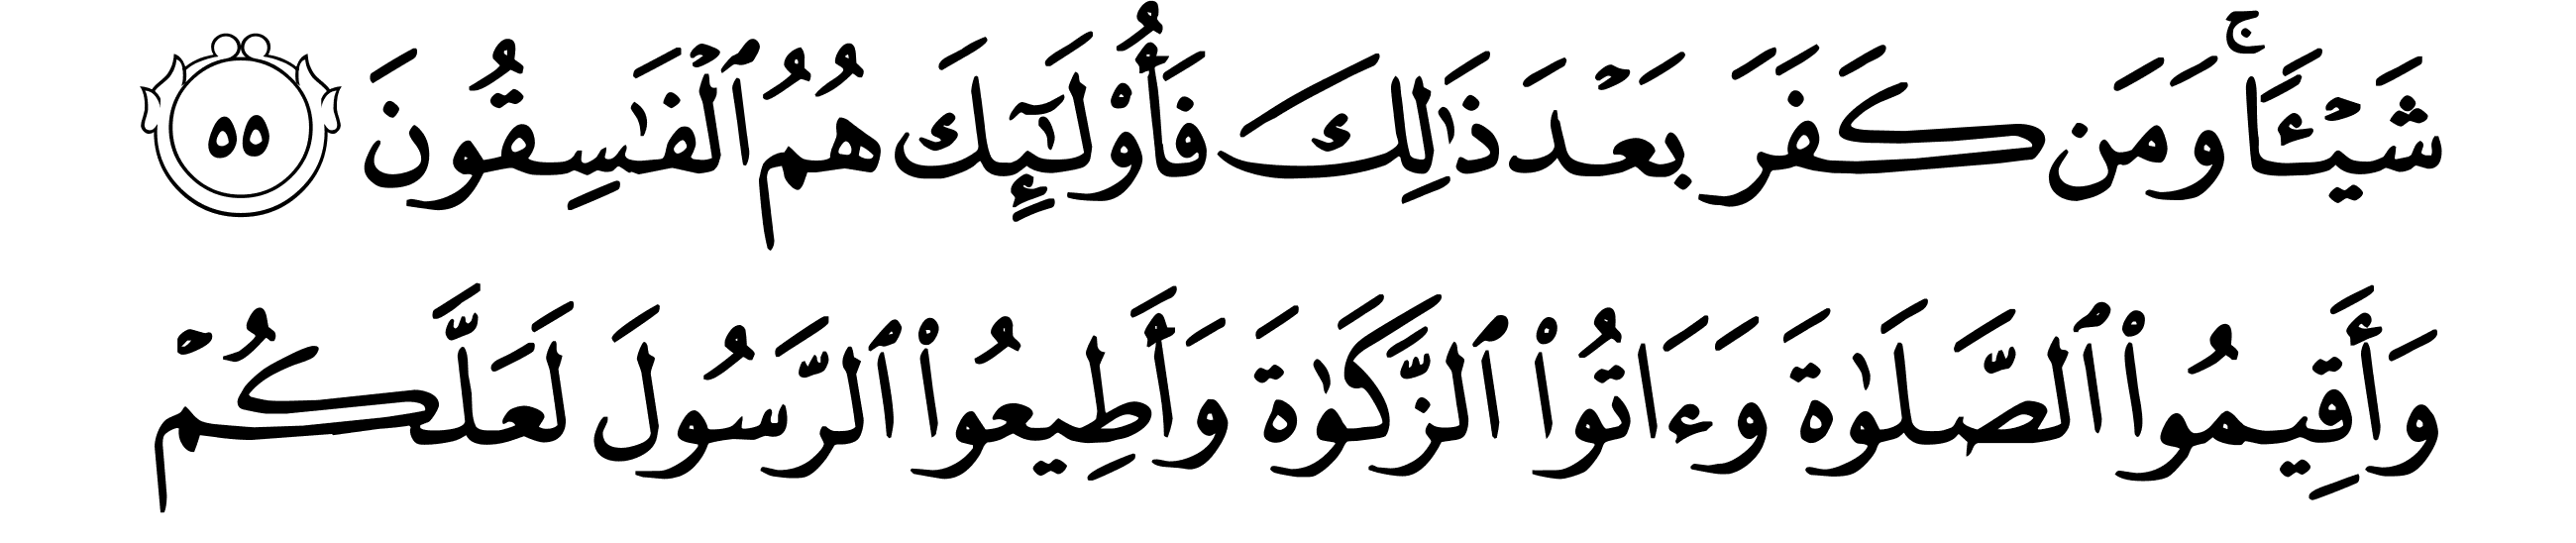 شَيۡـًٔاۚ وَمَن كَفَرَ بَعۡدَ ذَٰلِكَ فَأُوْلَٰٓئِكَ هُمُ ٱلۡفَٰسِقُونَ ٥٥
وَأَقِيمُواْ ٱلصَّلَوٰةَ وَءَاتُواْ ٱلزَّكَوٰةَ وَأَطِيعُواْ ٱلرَّسُولَ لَعَلَّكُمۡ